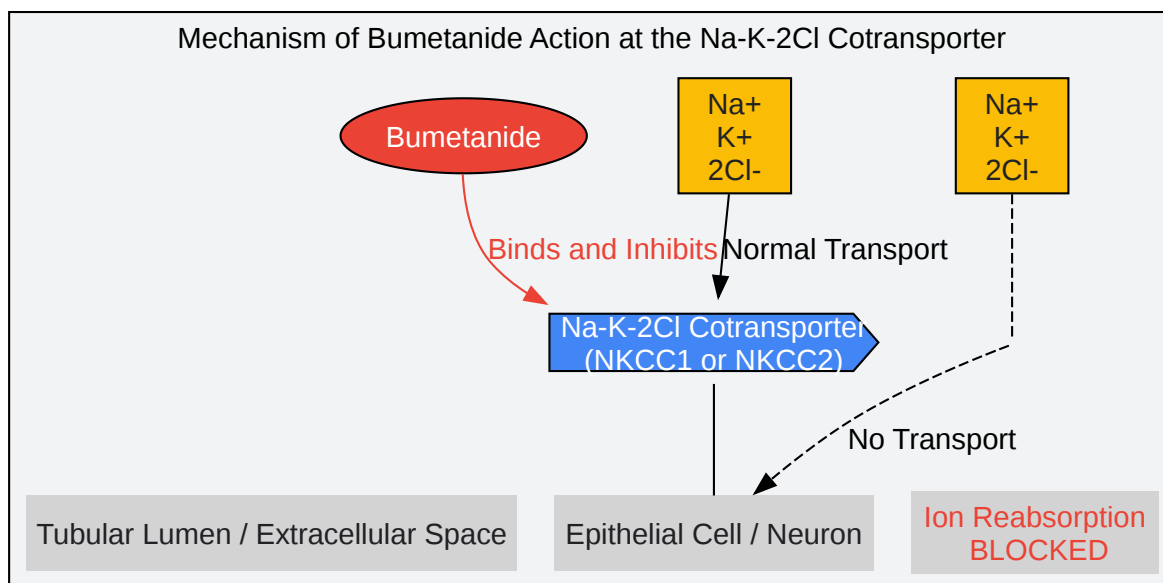 Mechanism of Bumetanide Action at the Na-K-2Cl Cotransporter
Bumetanide
Na+
K+
2Cl-
Na+
K+
2Cl-
Binds and Inhibits
Normal Transport
Na-K-2Cl Cotransporter
(NKCC1 or NKCC2)
No Transport
Tubular Lumen / Extracellular Space
Epithelial Cell / Neuron
Ion Reabsorption
BLOCKED